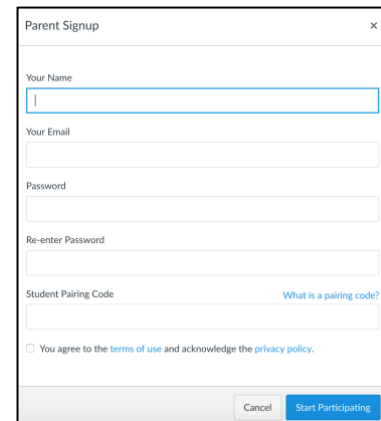 Parent Signup ×
Your Name
Your Email
Password
Re-enter Password
Student Pairing Code What is a pairing code?
You agree to the terms of use and acknowledge the privacy policy.
Cancel Start Participating